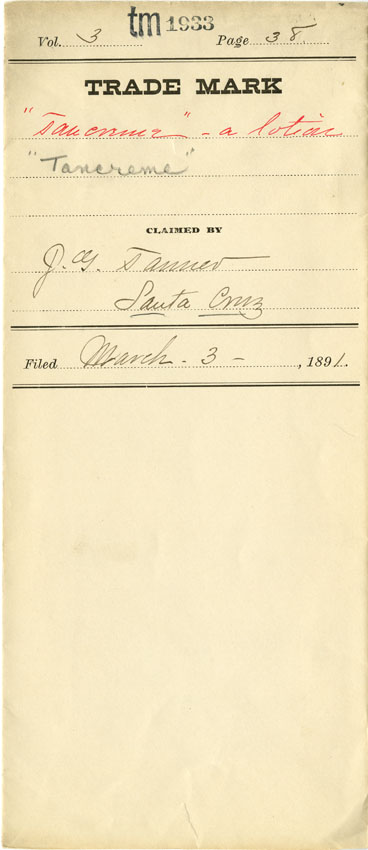 tm 1933
Vol. 3 Page 38.
TRADE MARK
"Tancreme" - a lotion
"Tancreme"
CLAIMED BY
J. G. Tanner
Santa Cruz
Filed March - 3 - , 1891.